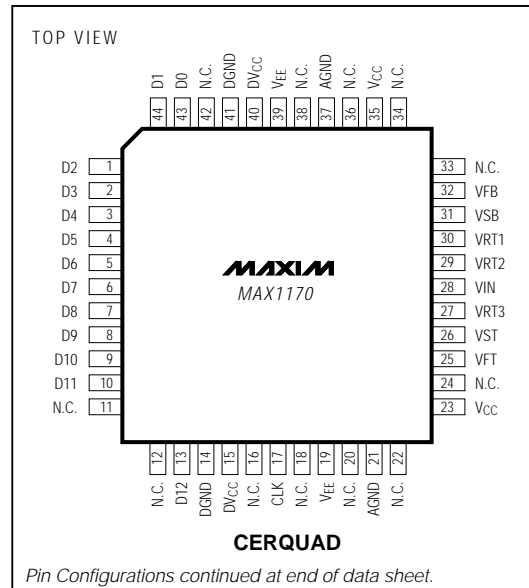 TOP VIEW
D1 D0 N.C. DGND DVCC VEE N.C. AGND N.C. VCC N.C.
44 43 42 41 40 39 38 37 36 35 34
D2 1
D3 2
D4 3
D5 4
D6 5
D7 6
D8 7
D9 8
D10 9
D11 10
N.C. 11
MAXIM
MAX1170
33 N.C.
32 VFB
31 VSB
30 VRT1
29 VRT2
28 VIN
27 VRT3
26 VST
25 VFT
24 N.C.
23 VCC
12 13 14 15 16 17 18 19 20 21 22
N.C. D12 DGND DVCC N.C. CLK N.C. VEE N.C. AGND N.C.
CERQUAD
Pin Configurations continued at end of data sheet.